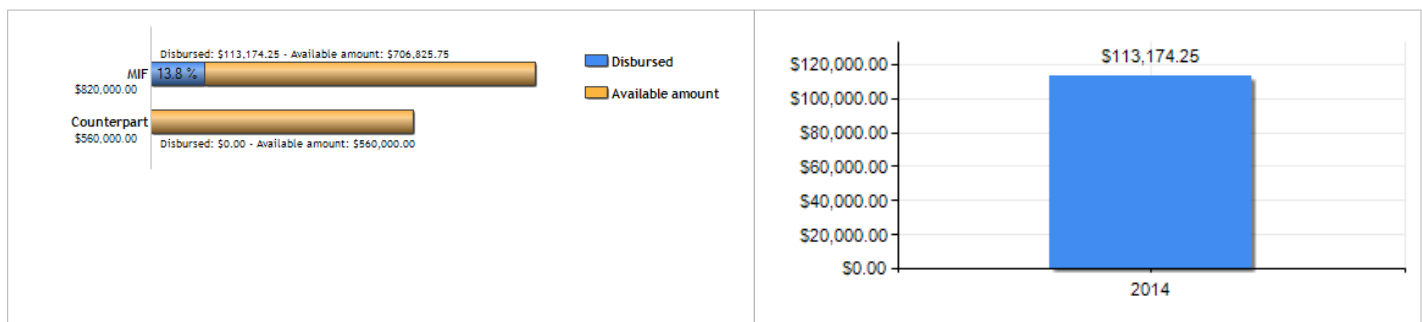 Disbursed: $113,174.25 - Available amount: $706,825.75
MIF 13.8 %
$820,000.00
Counterpart
$560,000.00
Disbursed: $0.00 - Available amount: $560,000.00
Disbursed
Available amount
$113,174.25
$120,000.00
$100,000.00
$80,000.00
$60,000.00
$40,000.00
$20,000.00
$0.00
2014